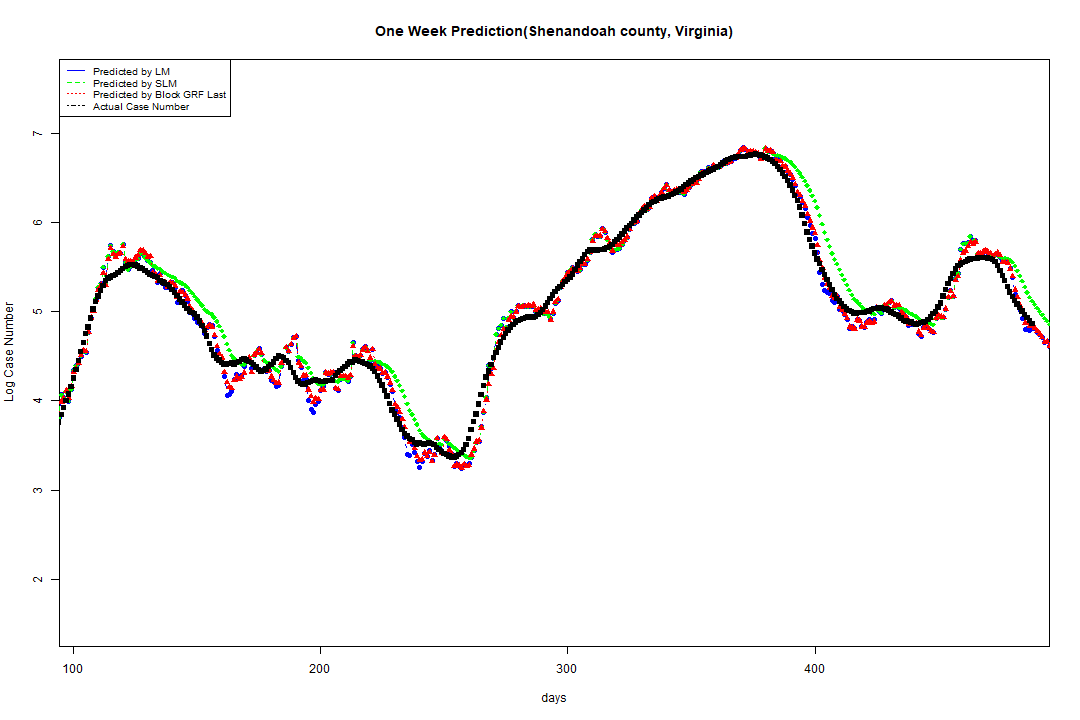 One Week Prediction(Shenandoah county, Virginia)
Predicted by LM
Predicted by SLM
Predicted by Block GRF Last
Actual Case Number
7
6
5
4
3
2
Log Case Number
100 200 300 400
days